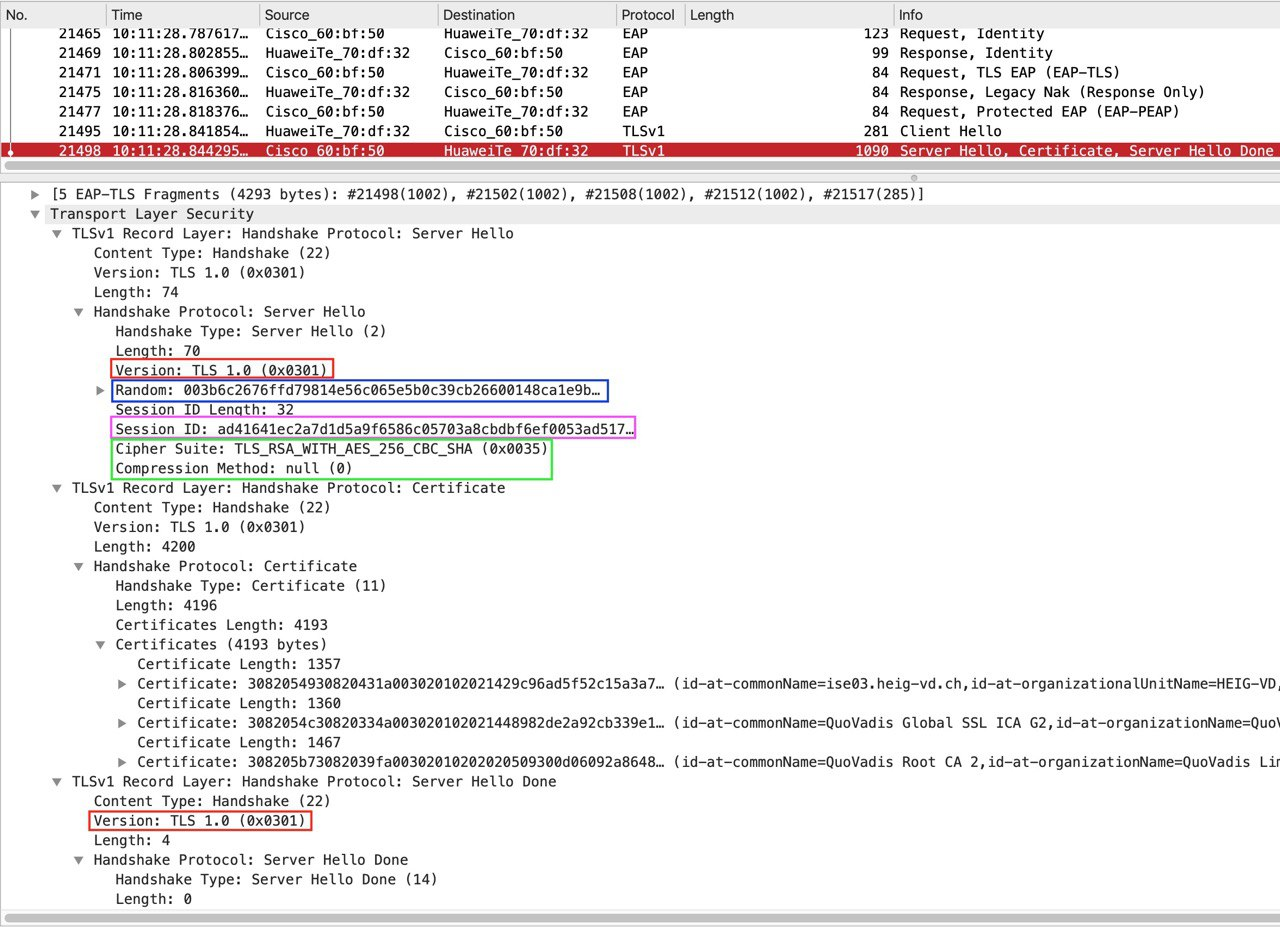 No. Time Source Destination Protocol Length Info
21465 10:11:28.787617… Cisco_60:bf:50 HuaweiTe_70:df:32 EAP 123 Request, Identity
21469 10:11:28.802855… HuaweiTe_70:df:32 Cisco_60:bf:50 EAP 99 Response, Identity
21471 10:11:28.806399… Cisco_60:bf:50 HuaweiTe_70:df:32 EAP 84 Request, TLS EAP (EAP-TLS)
21475 10:11:28.816360… HuaweiTe_70:df:32 Cisco_60:bf:50 EAP 84 Response, Legacy Nak (Response Only)
21477 10:11:28.818376… Cisco_60:bf:50 HuaweiTe_70:df:32 EAP 84 Request, Protected EAP (EAP-PEAP)
21495 10:11:28.841854… HuaweiTe_70:df:32 Cisco_60:bf:50 TLSv1 281 Client Hello
21498 10:11:28.844295… Cisco_60:bf:50 HuaweiTe_70:df:32 TLSv1 1090 Server Hello, Certificate, Server Hello Done
[5 EAP-TLS Fragments (4293 bytes): #21498(1002), #21502(1002), #21508(1002), #21512(1002), #21517(285)]
Transport Layer Security
TLSv1 Record Layer: Handshake Protocol: Server Hello
Content Type: Handshake (22)
Version: TLS 1.0 (0x0301)
Length: 74
Handshake Protocol: Server Hello
Handshake Type: Server Hello (2)
Length: 70
Version: TLS 1.0 (0x0301)
Random: 003b6c2676ffd79814e56c065e5b0c39cb26600148ca1e9b…
Session ID Length: 32
Session ID: ad41641ec2a7d1d5a9f6586c05703a8cbdbf6ef0053ad517…
Cipher Suite: TLS_RSA_WITH_AES_256_CBC_SHA (0x0035)
Compression Method: null (0)
TLSv1 Record Layer: Handshake Protocol: Certificate
Content Type: Handshake (22)
Version: TLS 1.0 (0x0301)
Length: 4200
Handshake Protocol: Certificate
Handshake Type: Certificate (11)
Length: 4196
Certificates Length: 4193
Certificates (4193 bytes)
Certificate Length: 1357
Certificate: 3082054930820431a003020102021429c96ad5f52c15a3a7… (id-at-commonName=ise03.heig-vd.ch,id-at-organizationalUnitName=HEIG-VD,
Certificate Length: 1360
Certificate: 3082054c30820334a003020102021448982de2a92cb339e1… (id-at-commonName=QuoVadis Global SSL ICA G2,id-at-organizationName=QuoV
Certificate Length: 1467
Certificate: 308205b73082039fa00302010202020509300d06092a8648… (id-at-commonName=QuoVadis Root CA 2,id-at-organizationName=QuoVadis Lim
TLSv1 Record Layer: Handshake Protocol: Server Hello Done
Content Type: Handshake (22)
Version: TLS 1.0 (0x0301)
Length: 4
Handshake Protocol: Server Hello Done
Handshake Type: Server Hello Done (14)
Length: 0